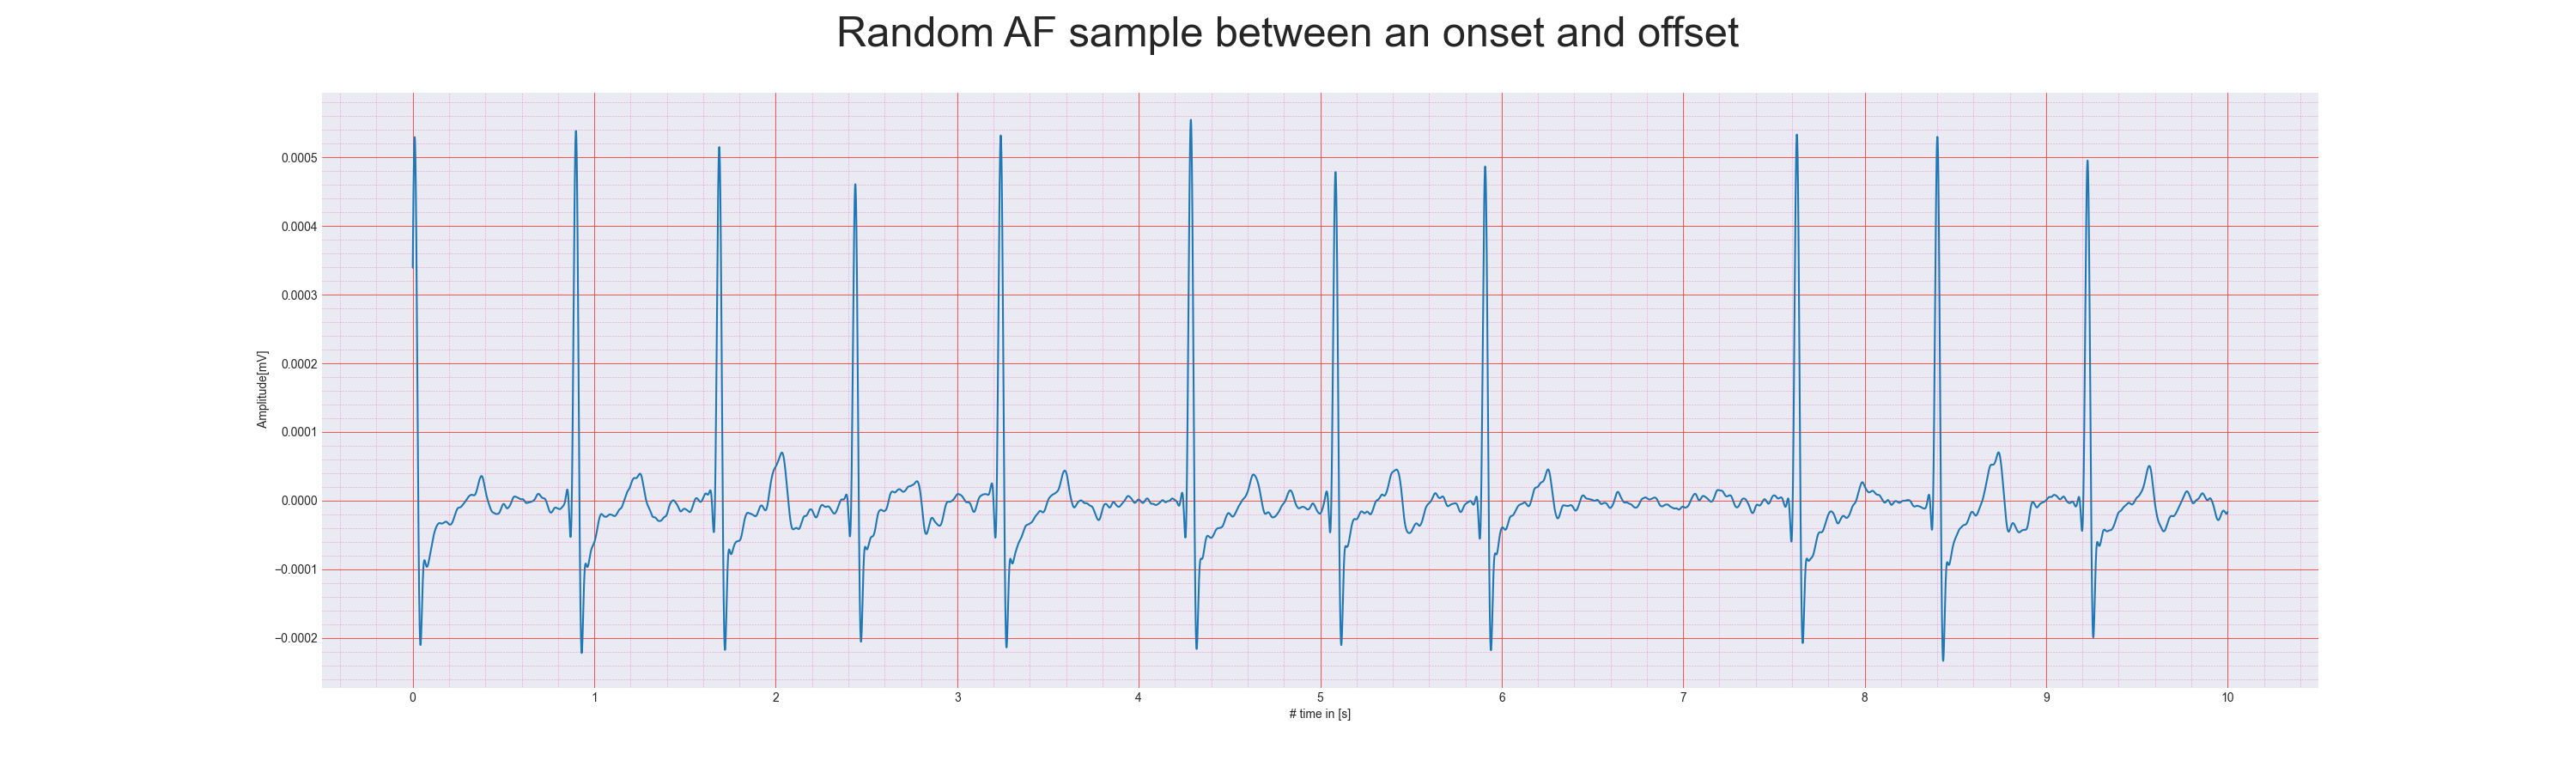 Random AF sample between an onset and offset
0.0005
0.0004
0.0003
0.0002
0.0001
0.0000
−0.0001
−0.0002
Amplitude[mV]
0 1 2 3 4 5 6 7 8 9 10
# time in [s]